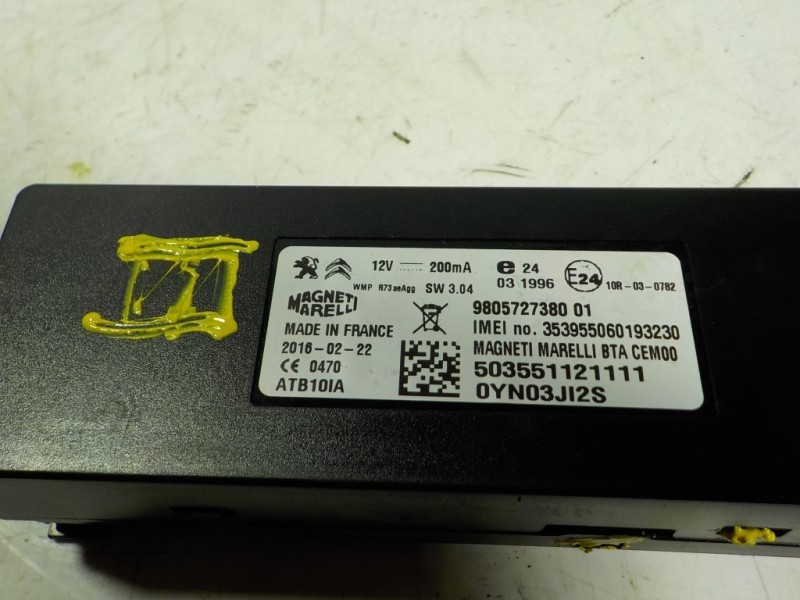 12V 200mA e 24 E24
WMP R73aeAgg SW 3.04 03 1996 10R-03-0782
MAGNETI
MARELLI
9805727380 01
MADE IN FRANCE IMEI no. 353955060193230
2016-02-22 MAGNETI MARELLI BTA CEM00
CE 0470 503551121111
ATB10IA 0YN03JI2S